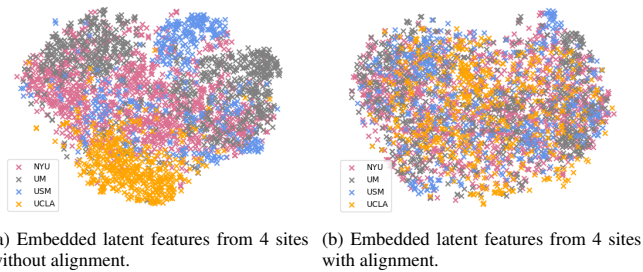 NYU
UM
USM
UCLA
NYU
UM
USM
UCLA
a) Embedded latent features from 4 sites
without alignment.
(b) Embedded latent features from 4 sites
with alignment.